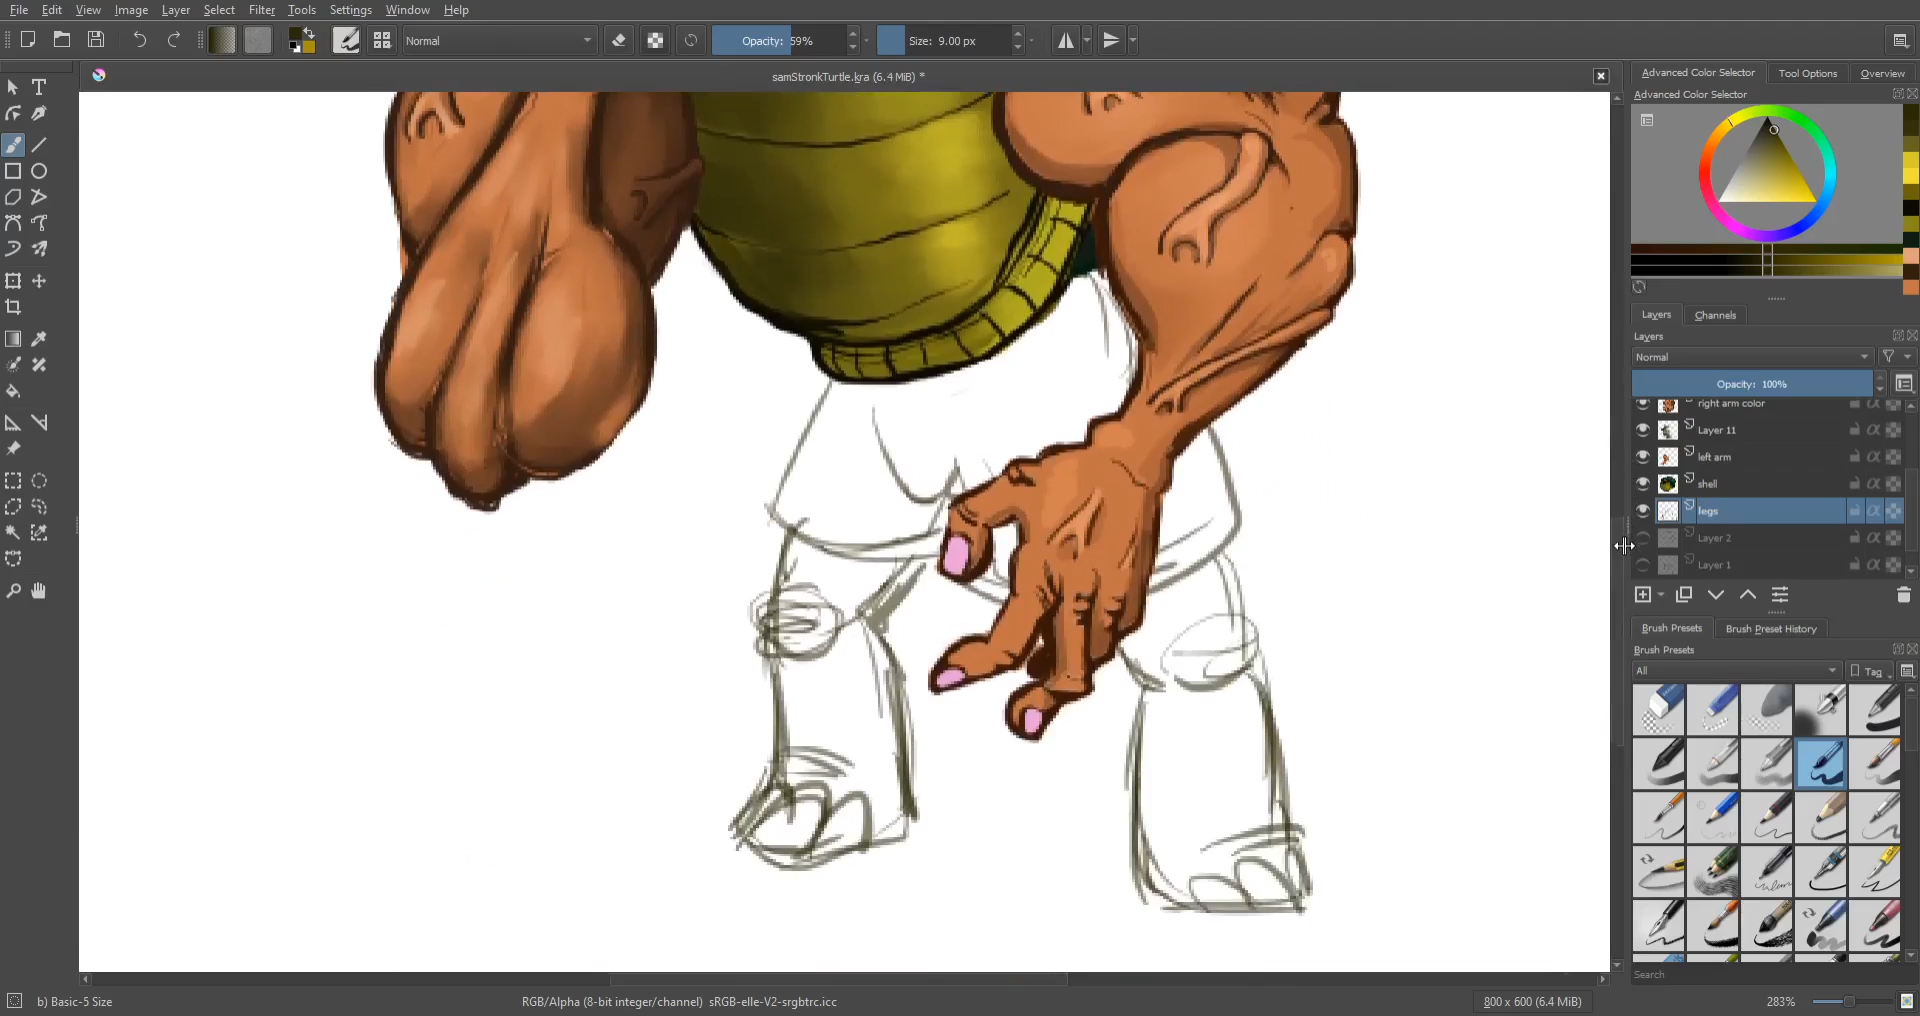 File Edit View Image Layer Select Filter Tools Settings Window Help
Normal Opacity: 59% Size: 9.00 px
samStronkTurtle.kra (6.4 MiB) *
Advanced Color Selector Tool Options Overview
Advanced Color Selector
Layers Channels
Layers
Normal
Opacity: 100%
right arm color
Layer 11
left arm
shell
legs
Layer 2
Layer 1
Brush Presets Brush Preset History
Brush Presets
All Tag
Search
b) Basic-5 Size RGB/Alpha (8-bit integer/channel) sRGB-elle-V2-srgbtrc.icc 800 x 600 (6.4 MiB) 283%